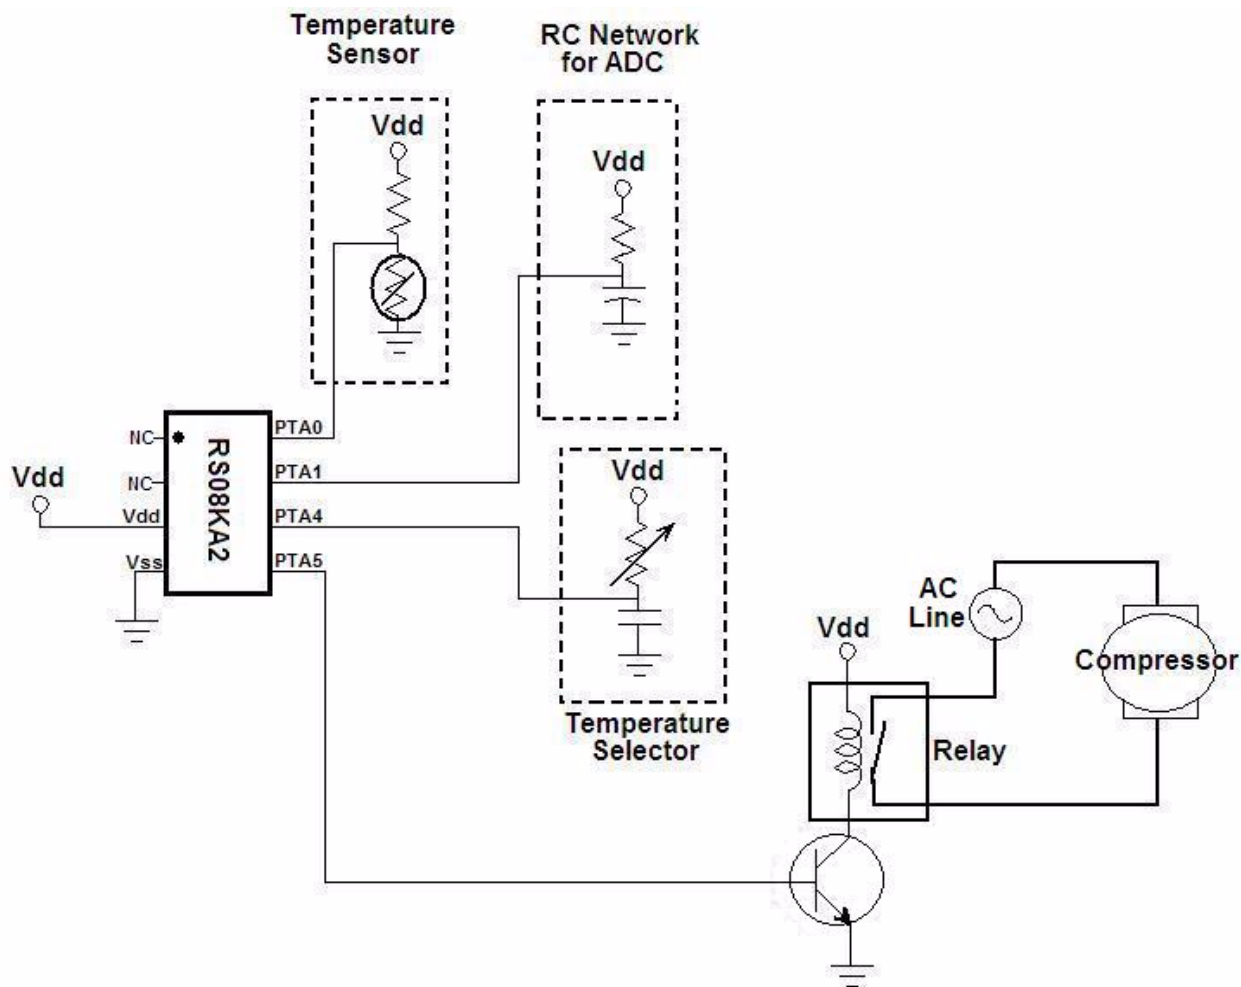 Temperature
Sensor
RC Network
for ADC
Vdd
Vdd
NC
PTA0
RS08KA2
Vdd
NC
PTA1
Vdd
PTA4
Vss
PTA5
Vdd
Temperature
Selector
AC
Line
Vdd
Compressor
Relay